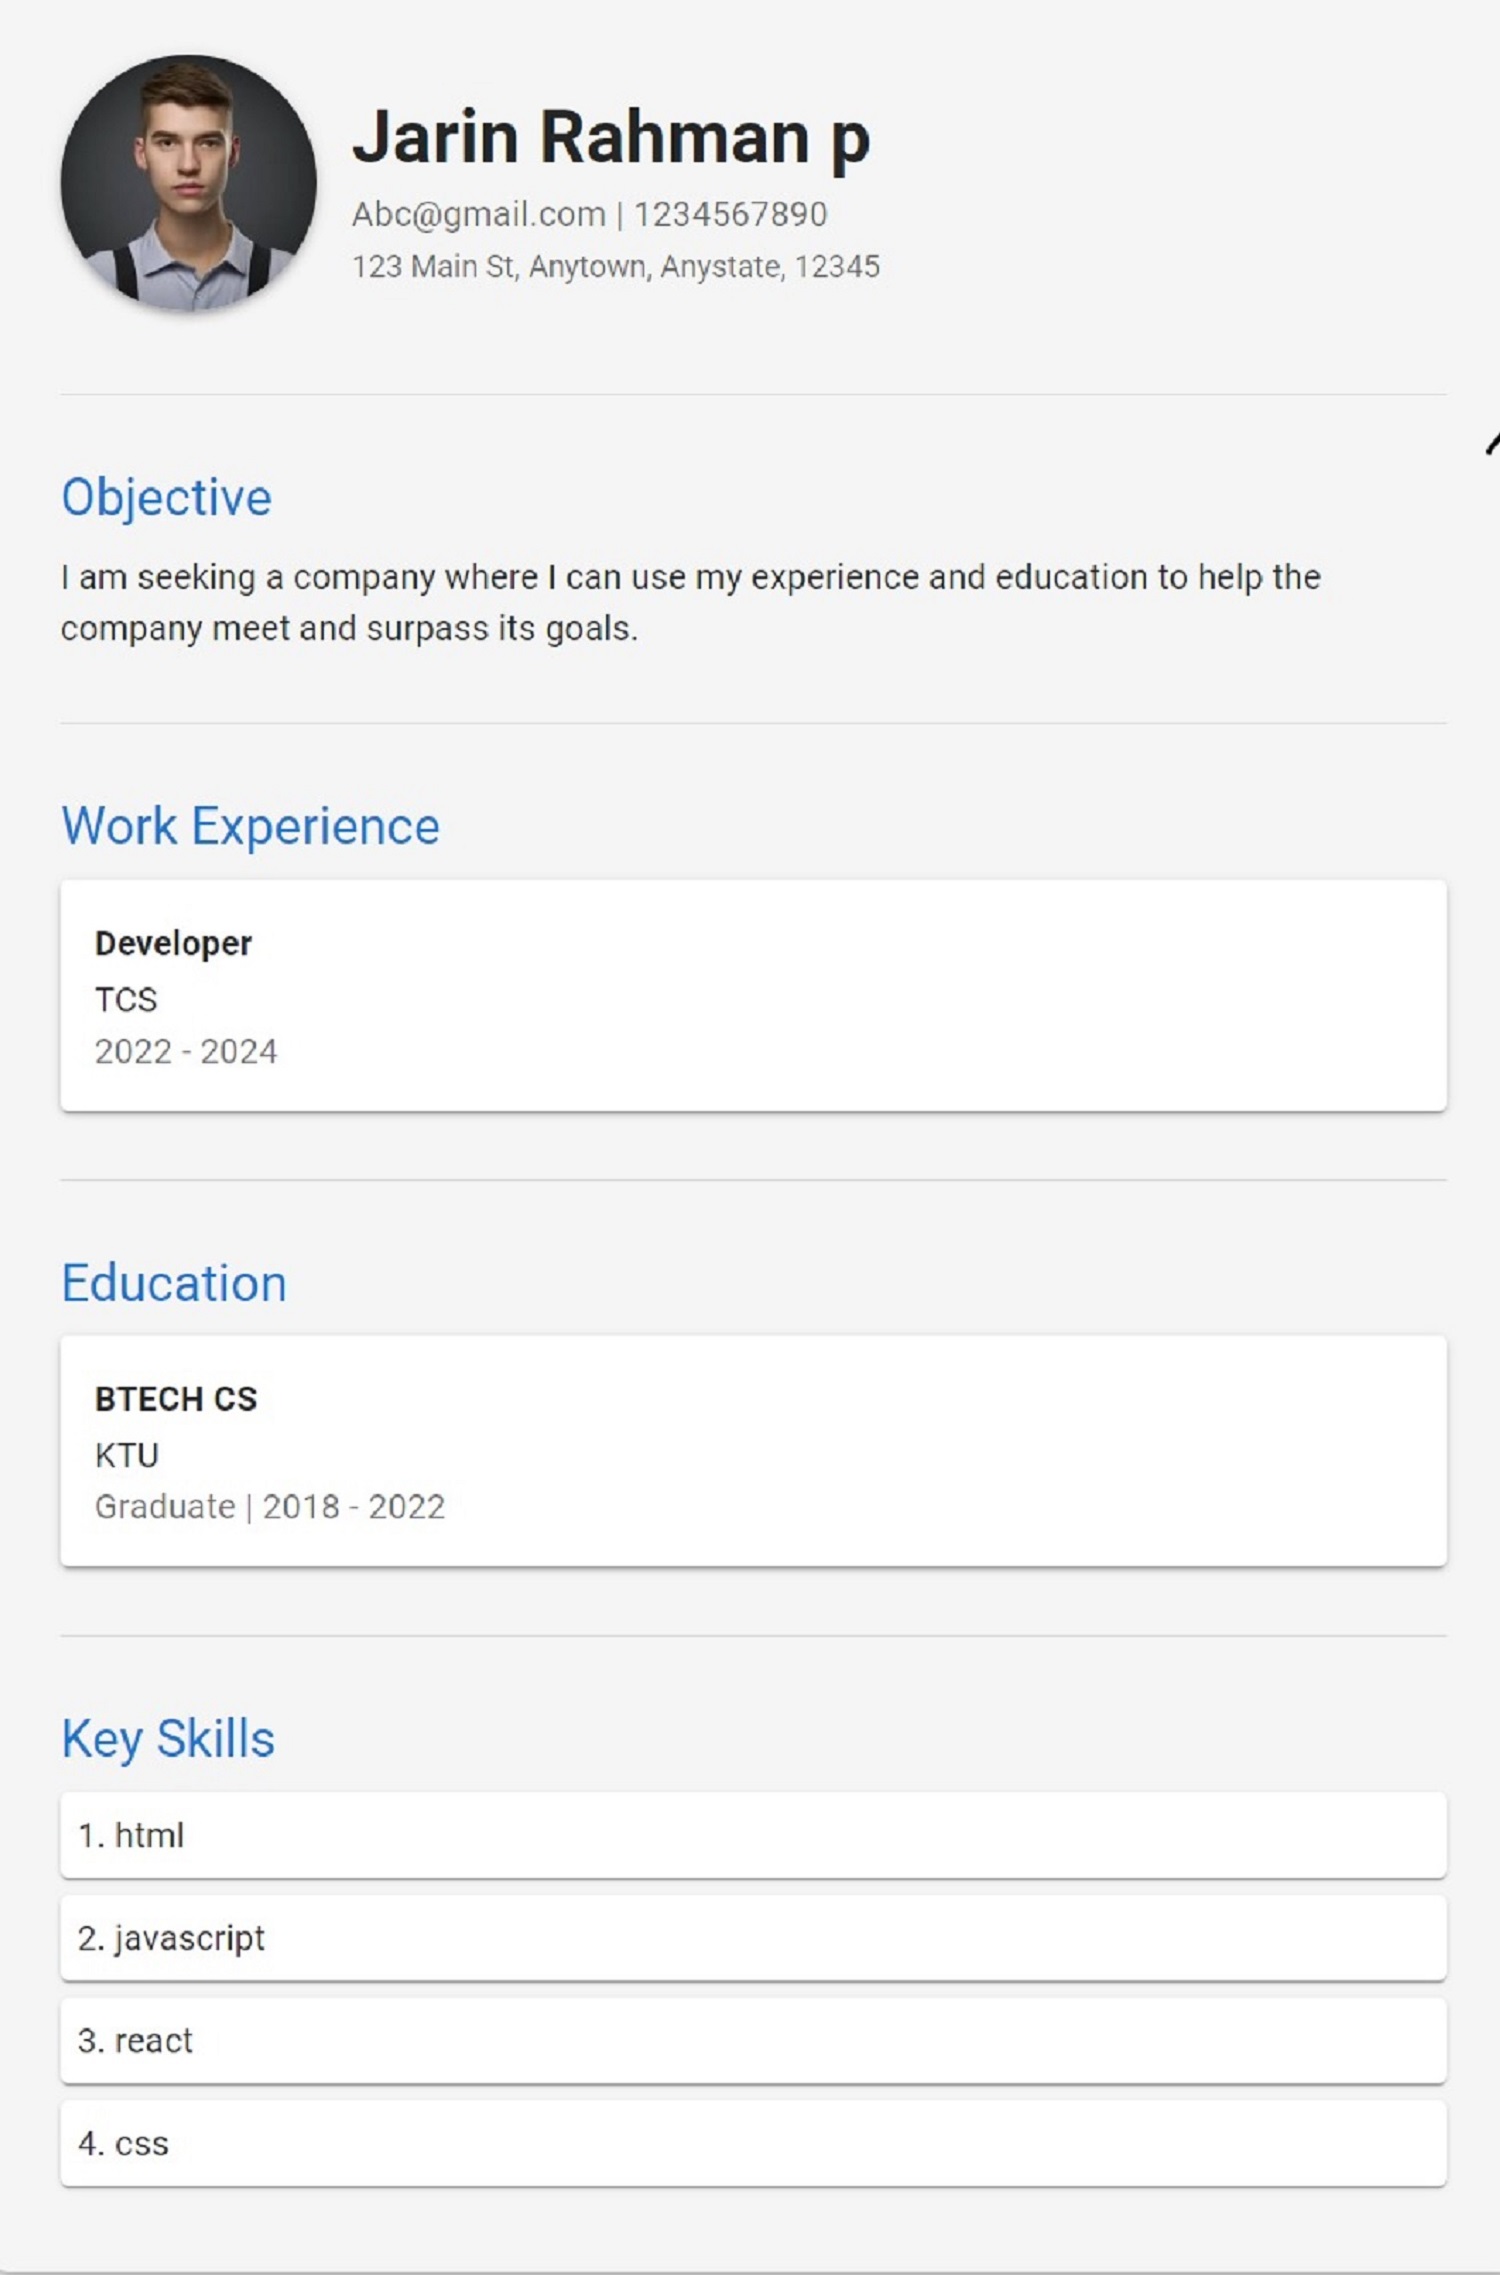 Jarin Rahman p
Abc@gmail.com | 1234567890
123 Main St, Anytown, Anystate, 12345
Objective
I am seeking a company where I can use my experience and education to help the
company meet and surpass its goals.
Work Experience
Developer
TCS
2022 - 2024
Education
BTECH CS
KTU
Graduate | 2018 - 2022
Key Skills
1. html
2. javascript
3. react
4. css